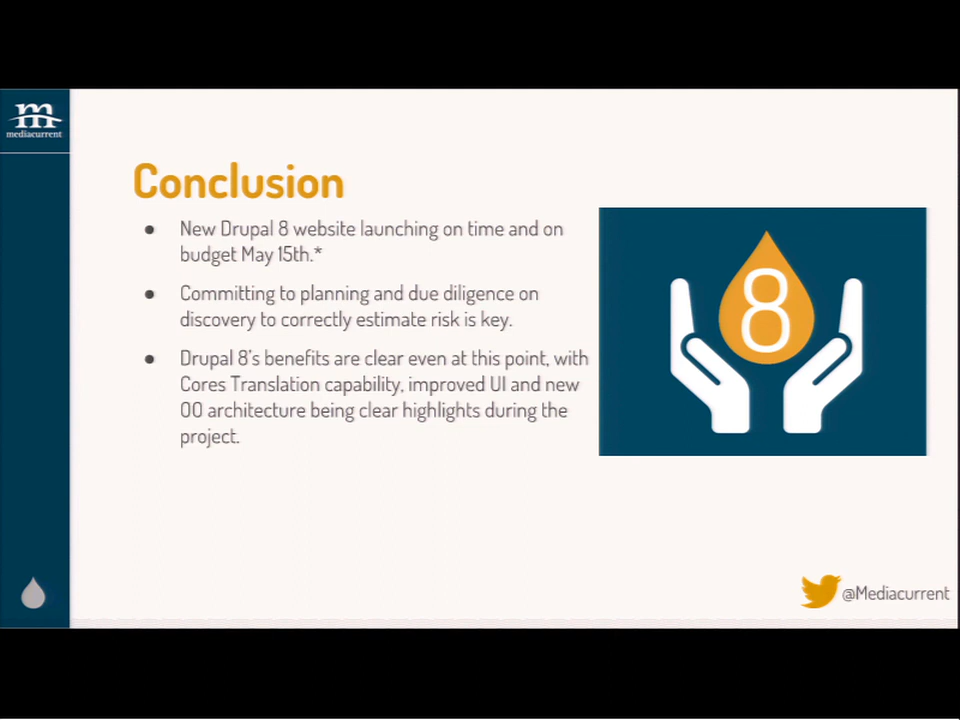 m
mediacurrent
Conclusion
● New Drupal 8 website launching on time and on
budget May 15th.*
● Committing to planning and due diligence on
discovery to correctly estimate risk is key.
● Drupal 8's benefits are clear even at this point, with
Cores Translation capability, improved UI and new
OO architecture being clear highlights during the
project.
8
@Mediacurrent